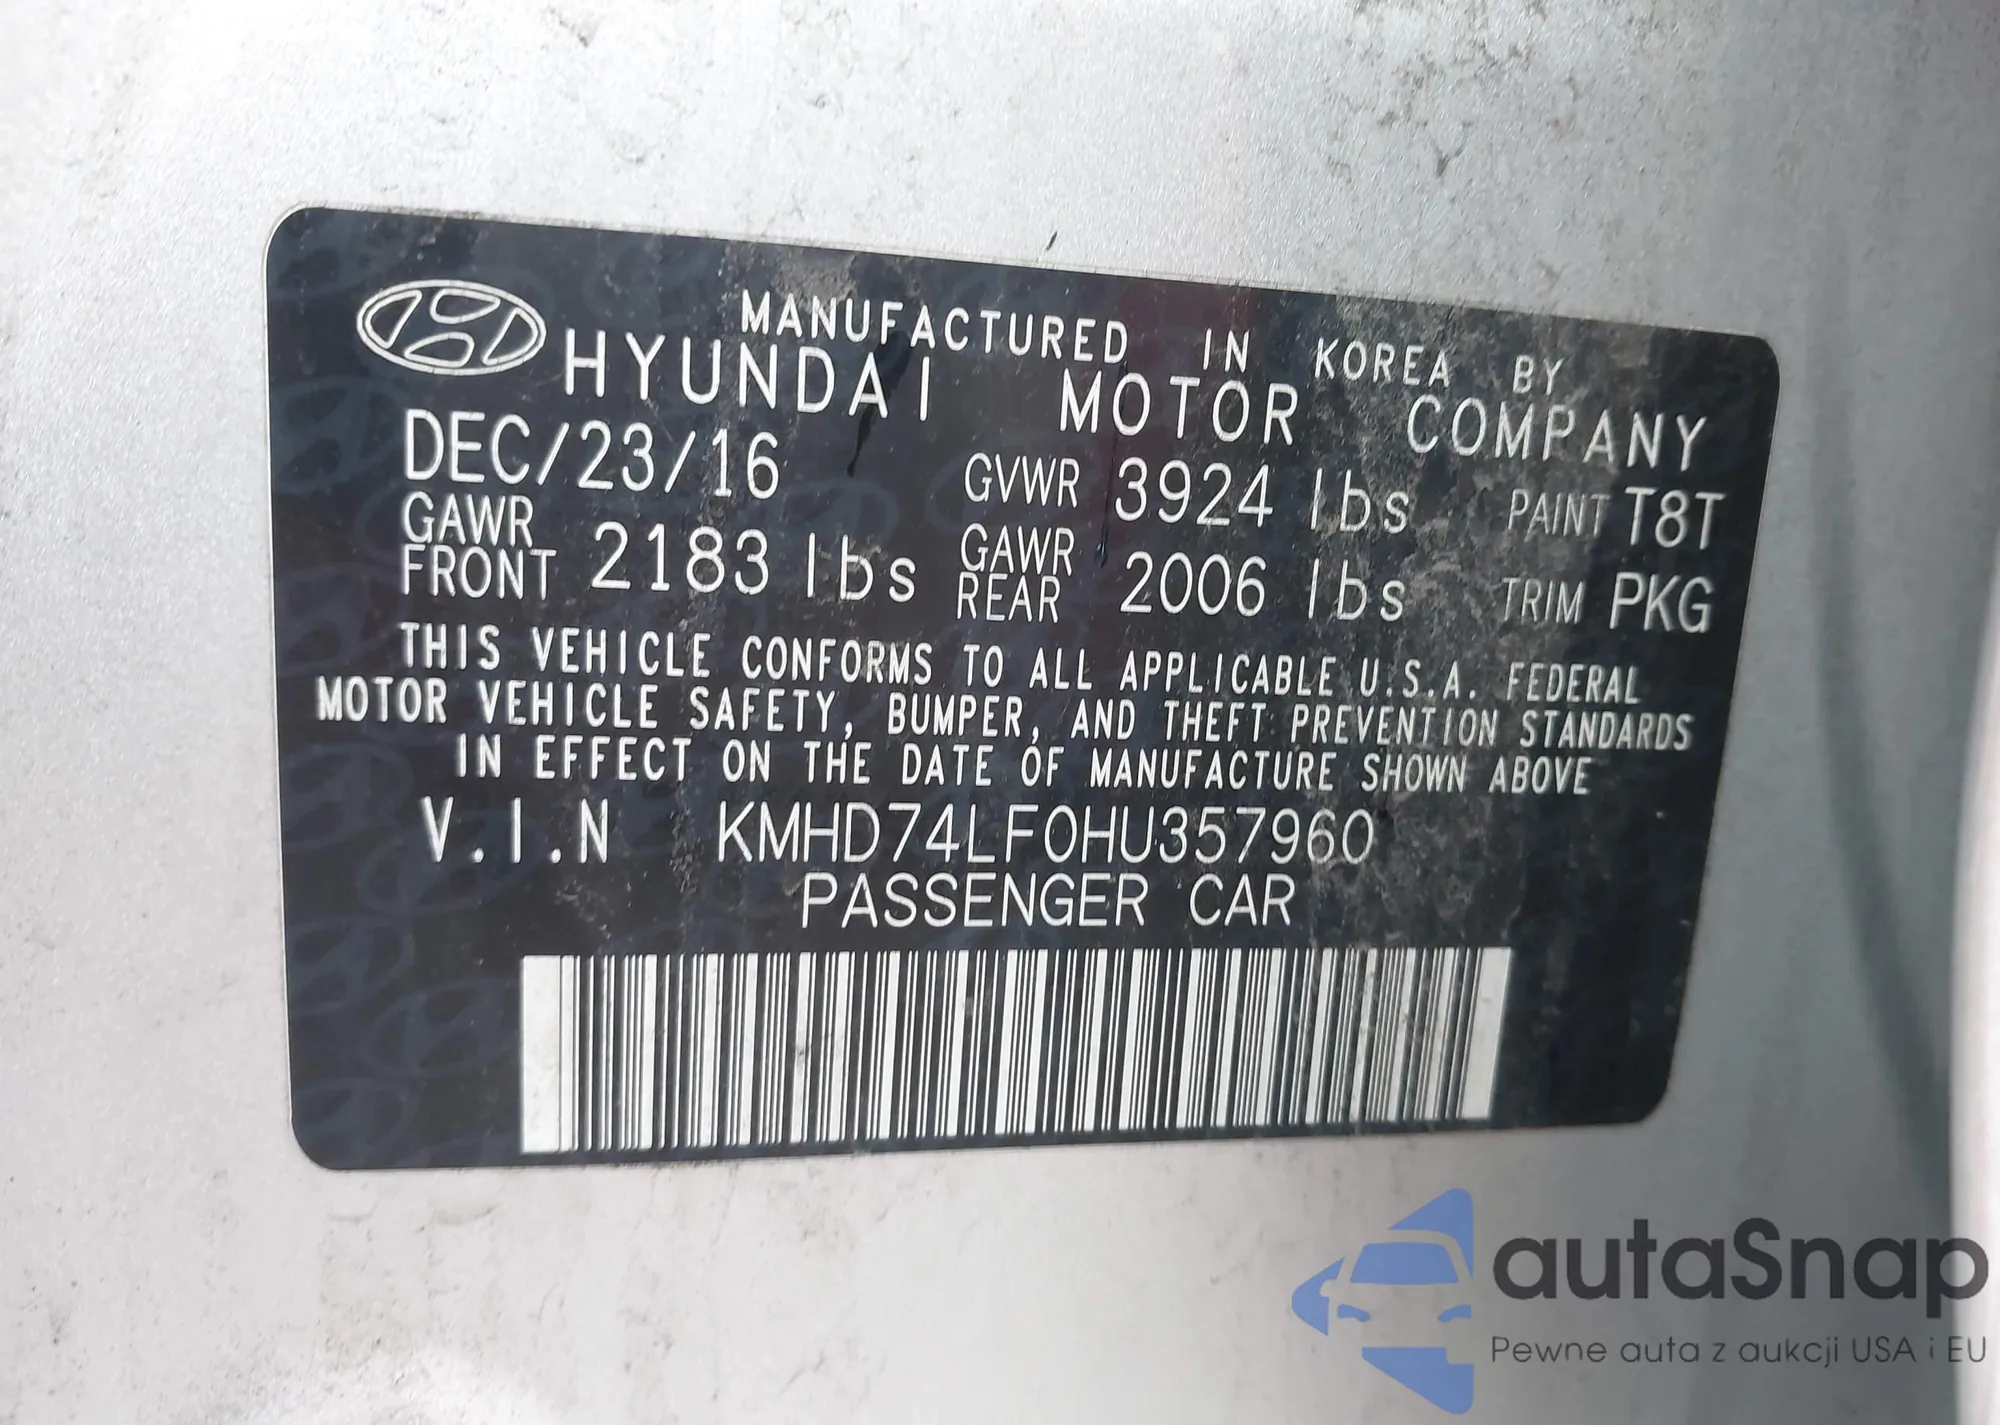 MANUFACTURED IN KOREA BY
HYUNDAI MOTOR COMPANY
DEC/23/16 GVWR 3924 lbs PAINT T8T
GAWR FRONT 2183 lbs GAWR REAR 2006 lbs TRIM PKG
THIS VEHICLE CONFORMS TO ALL APPLICABLE U.S.A. FEDERAL
MOTOR VEHICLE SAFETY, BUMPER, AND THEFT PREVENTION STANDARDS
IN EFFECT ON THE DATE OF MANUFACTURE SHOWN ABOVE
V.I.N KMHD74LF0HU357960
PASSENGER CAR
autaSnap
Pewne auta z aukcji USA i EU